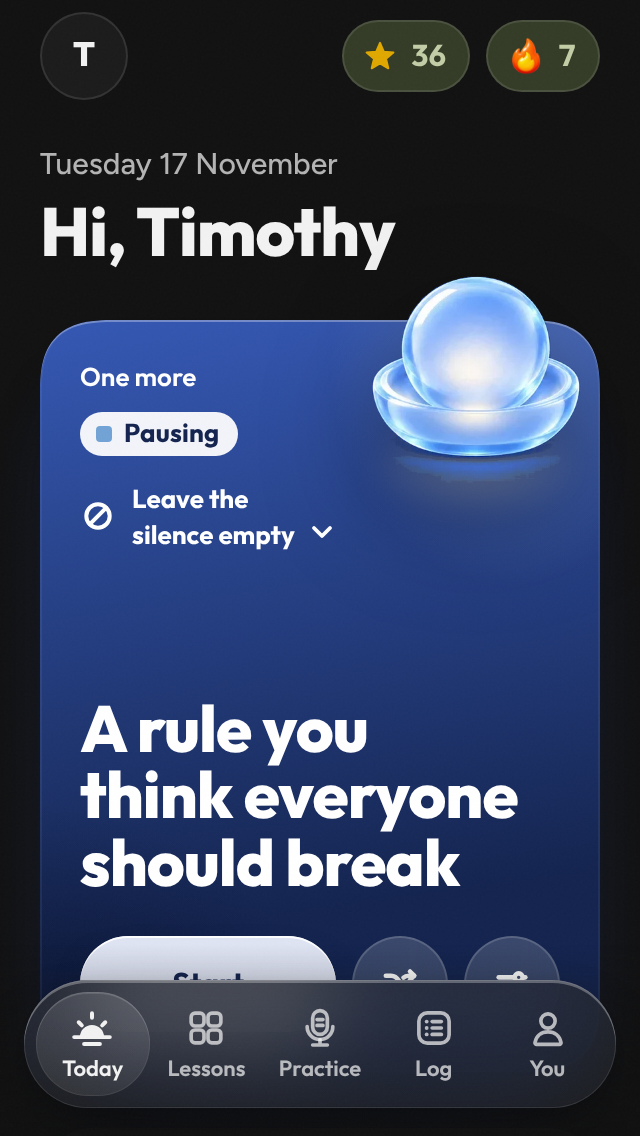 T
36
7
Tuesday 17 November
Hi, Timothy
One more
Pausing
Leave the
silence empty
A rule you
think everyone
should break
Start
Today
Lessons
Practice
Log
You